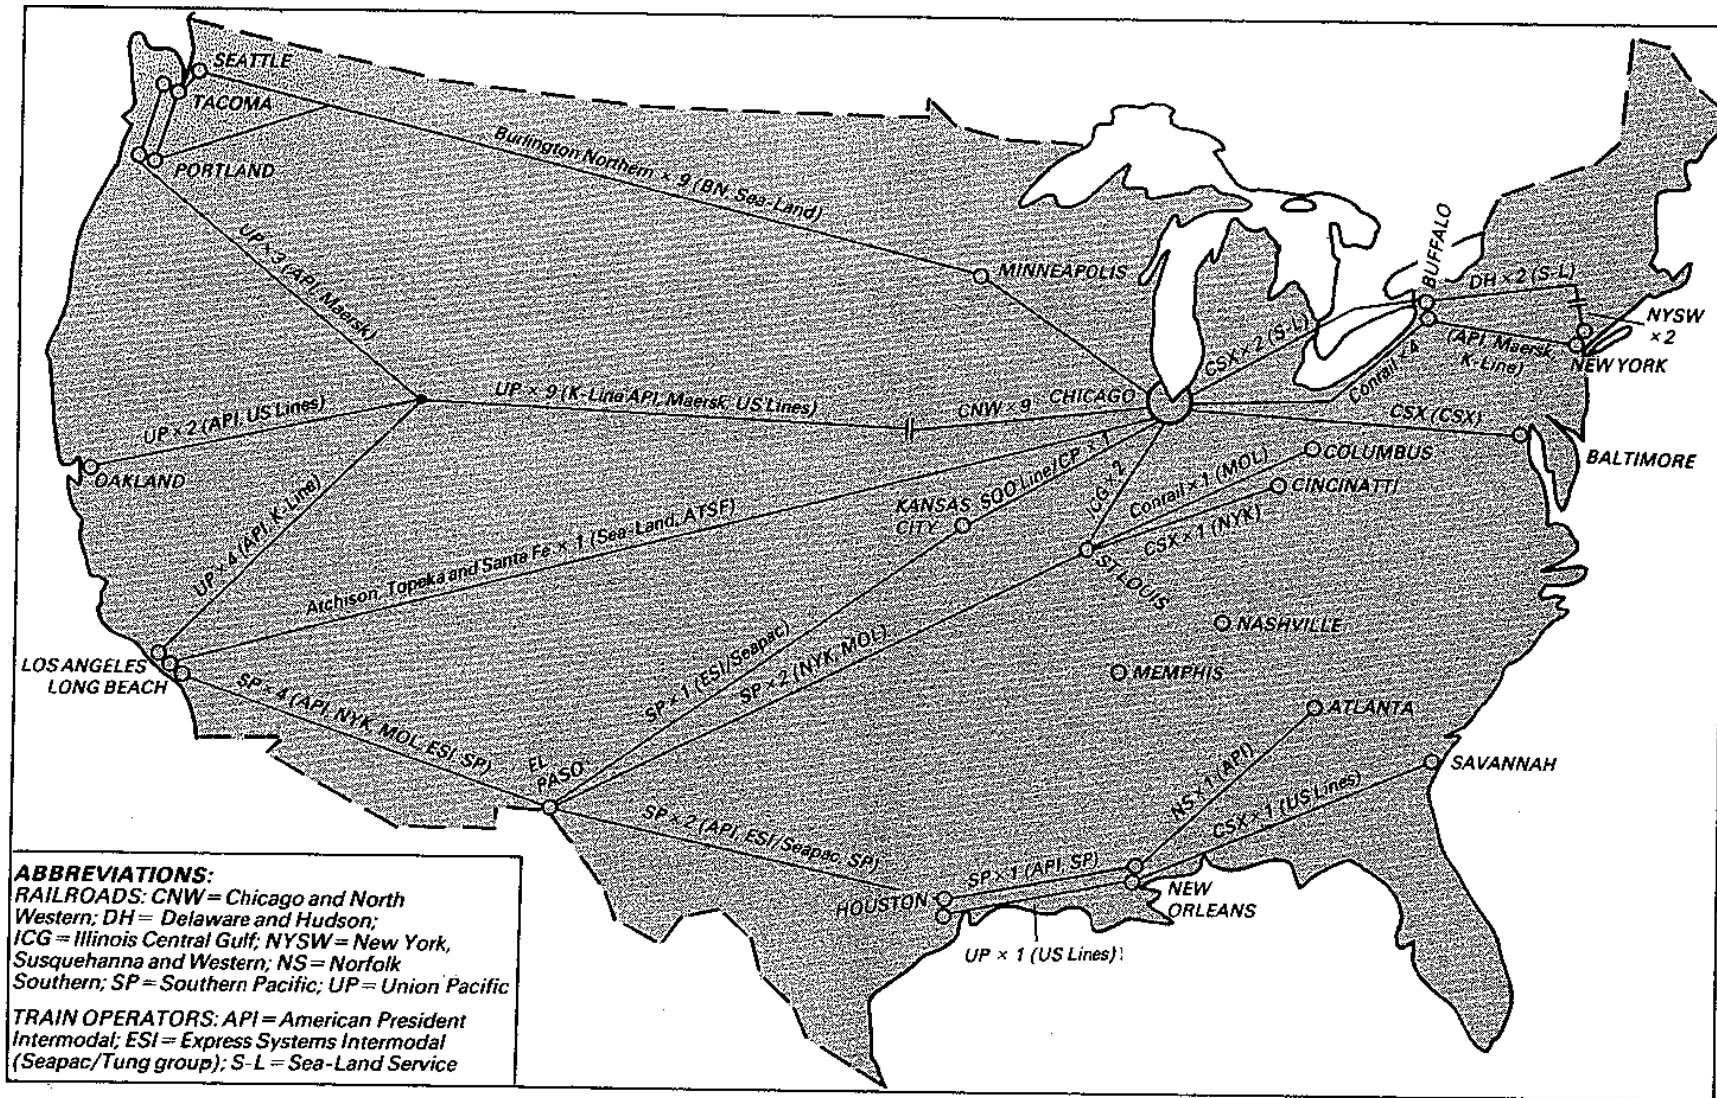 SEATTLE
TACOMA
PORTLAND
Burlington Northern × 9 (BN, Sea-Land)
UP×3 (API, Maersk)
MINNEAPOLIS
BUFFALO
DH×2 (S-L)
NYSW
×2
NEW YORK
(API, Maersk,
K-Line)
Conrail ×4
CSX×2 (S-L)
CHICAGO
UP × 9 (K-Line API, Maersk, US Lines)
CNW×9
UP×2 (API, US Lines)
OAKLAND
CSX (CSX)
BALTIMORE
COLUMBUS
CINCINATTI
Conrail×1 (MOL)
CSX×1 (NYK)
ICG×2
KANSAS
CITY
SOO Line/CP × 1
ST LOUIS
UP×4 (API, K-Line)
Atchison, Topeka and Santa Fe × 1 (Sea-Land, ATSF)
NASHVILLE
MEMPHIS
LOS ANGELES
LONG BEACH
SP×4 (API, NYK, MOL, ESI, SP)
SP×1 (ESI/Seapac)
SP×2 (NYK, MOL)
ATLANTA
SAVANNAH
EL
PASO
NS×1 (API)
CSX×1 (US Lines)
SP×2 (API, ESI/Seapac, SP)
SP×1 (API, SP)
HOUSTON
NEW
ORLEANS
UP × 1 (US Lines)
ABBREVIATIONS:
RAILROADS: CNW = Chicago and North
Western; DH = Delaware and Hudson;
ICG = Illinois Central Gulf; NYSW = New York,
Susquehanna and Western; NS = Norfolk
Southern; SP = Southern Pacific; UP = Union Pacific
TRAIN OPERATORS: API = American President
Intermodal; ESI = Express Systems Intermodal
(Seapac/Tung group); S-L = Sea-Land Service